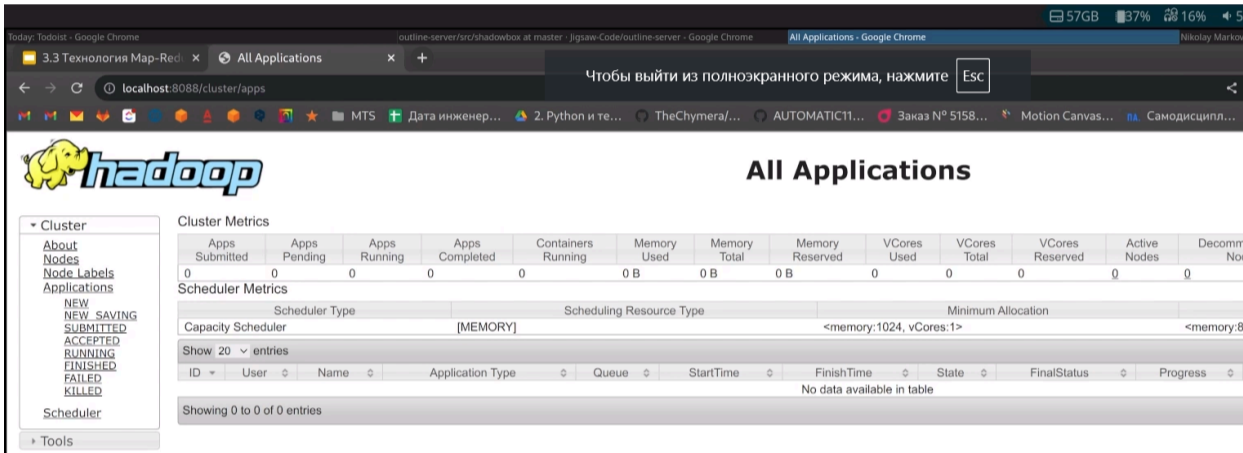 57GB 37% 16% 5
Today: Todoist - Google Chrome outline-server/src/shadowbox at master · Jigsaw-Code/outline-server - Google Chrome All Applications - Google Chrome Nikolay Markov
3.3 Технология Map-Red All Applications
Чтобы выйти из полноэкранного режима, нажмите Esc
localhost:8088/cluster/apps
MTS Дата инженер... 2. Python и те... TheChymera/... AUTOMATIC11... Заказ № 5158... Motion Canvas... Самодисципл...
hadoop
All Applications
Cluster
About
Nodes
Node Labels
Applications
NEW
NEW_SAVING
SUBMITTED
ACCEPTED
RUNNING
FINISHED
FAILED
KILLED
Scheduler
Tools
Cluster Metrics
Apps Submitted Apps Pending Apps Running Apps Completed Containers Running Memory Used Memory Total Memory Reserved VCores Used VCores Total VCores Reserved Active Nodes Decomm No
0 0 0 0 0 0 B 0 B 0 B 0 0 0 0 0
Scheduler Metrics
Scheduler Type Scheduling Resource Type Minimum Allocation
Capacity Scheduler [MEMORY] <memory:1024, vCores:1> <memory:8
Show 20 entries
ID User Name Application Type Queue StartTime FinishTime State FinalStatus Progress
No data available in table
Showing 0 to 0 of 0 entries